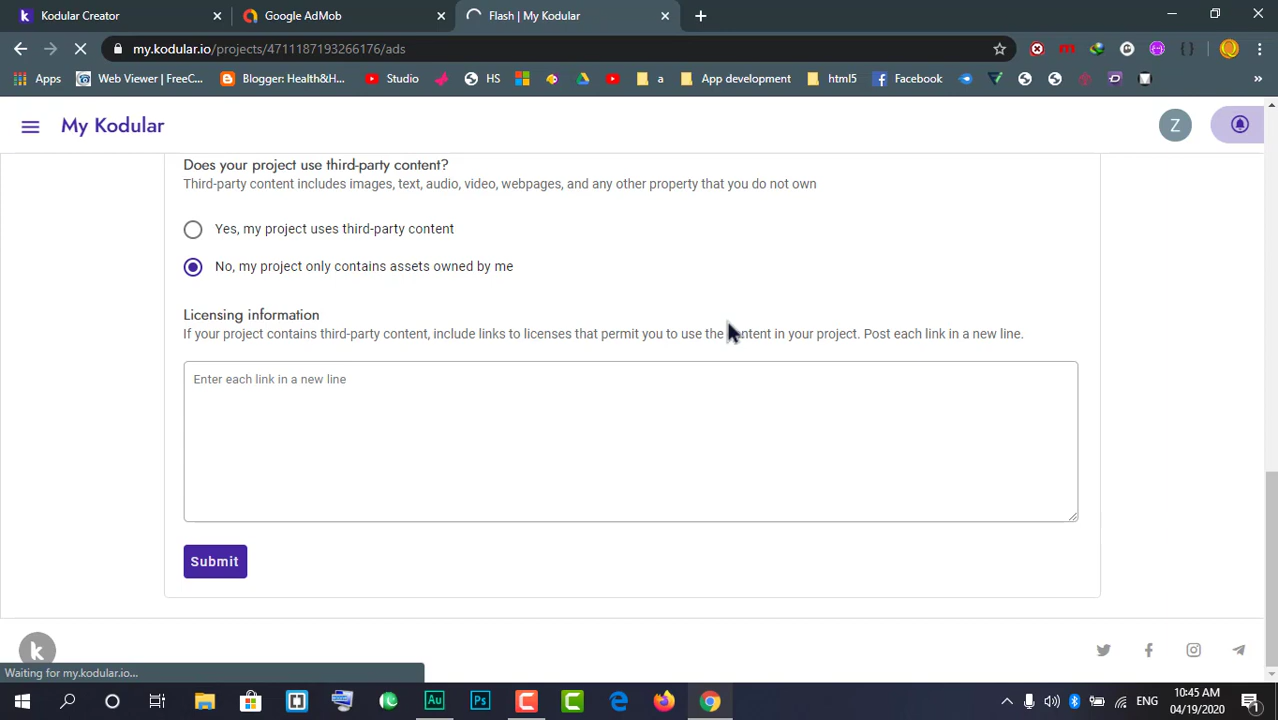 Kodular Creator
Google AdMob
Flash | My Kodular
my.kodular.io/projects/4711187193266176/ads
Apps
Web Viewer | FreeC...
Blogger: Health&H...
Studio
HS
a
App development
html5
Facebook
»
My Kodular
Z
Does your project use third-party content?
Third-party content includes images, text, audio, video, webpages, and any other property that you do not own
Yes, my project uses third-party content
No, my project only contains assets owned by me
Licensing information
If your project contains third-party content, include links to licenses that permit you to use the content in your project. Post each link in a new line.
Enter each link in a new line
Submit
k
Waiting for my.kodular.io...
Au
Ps
C
C
ENG
10:45 AM
04/19/2020
1